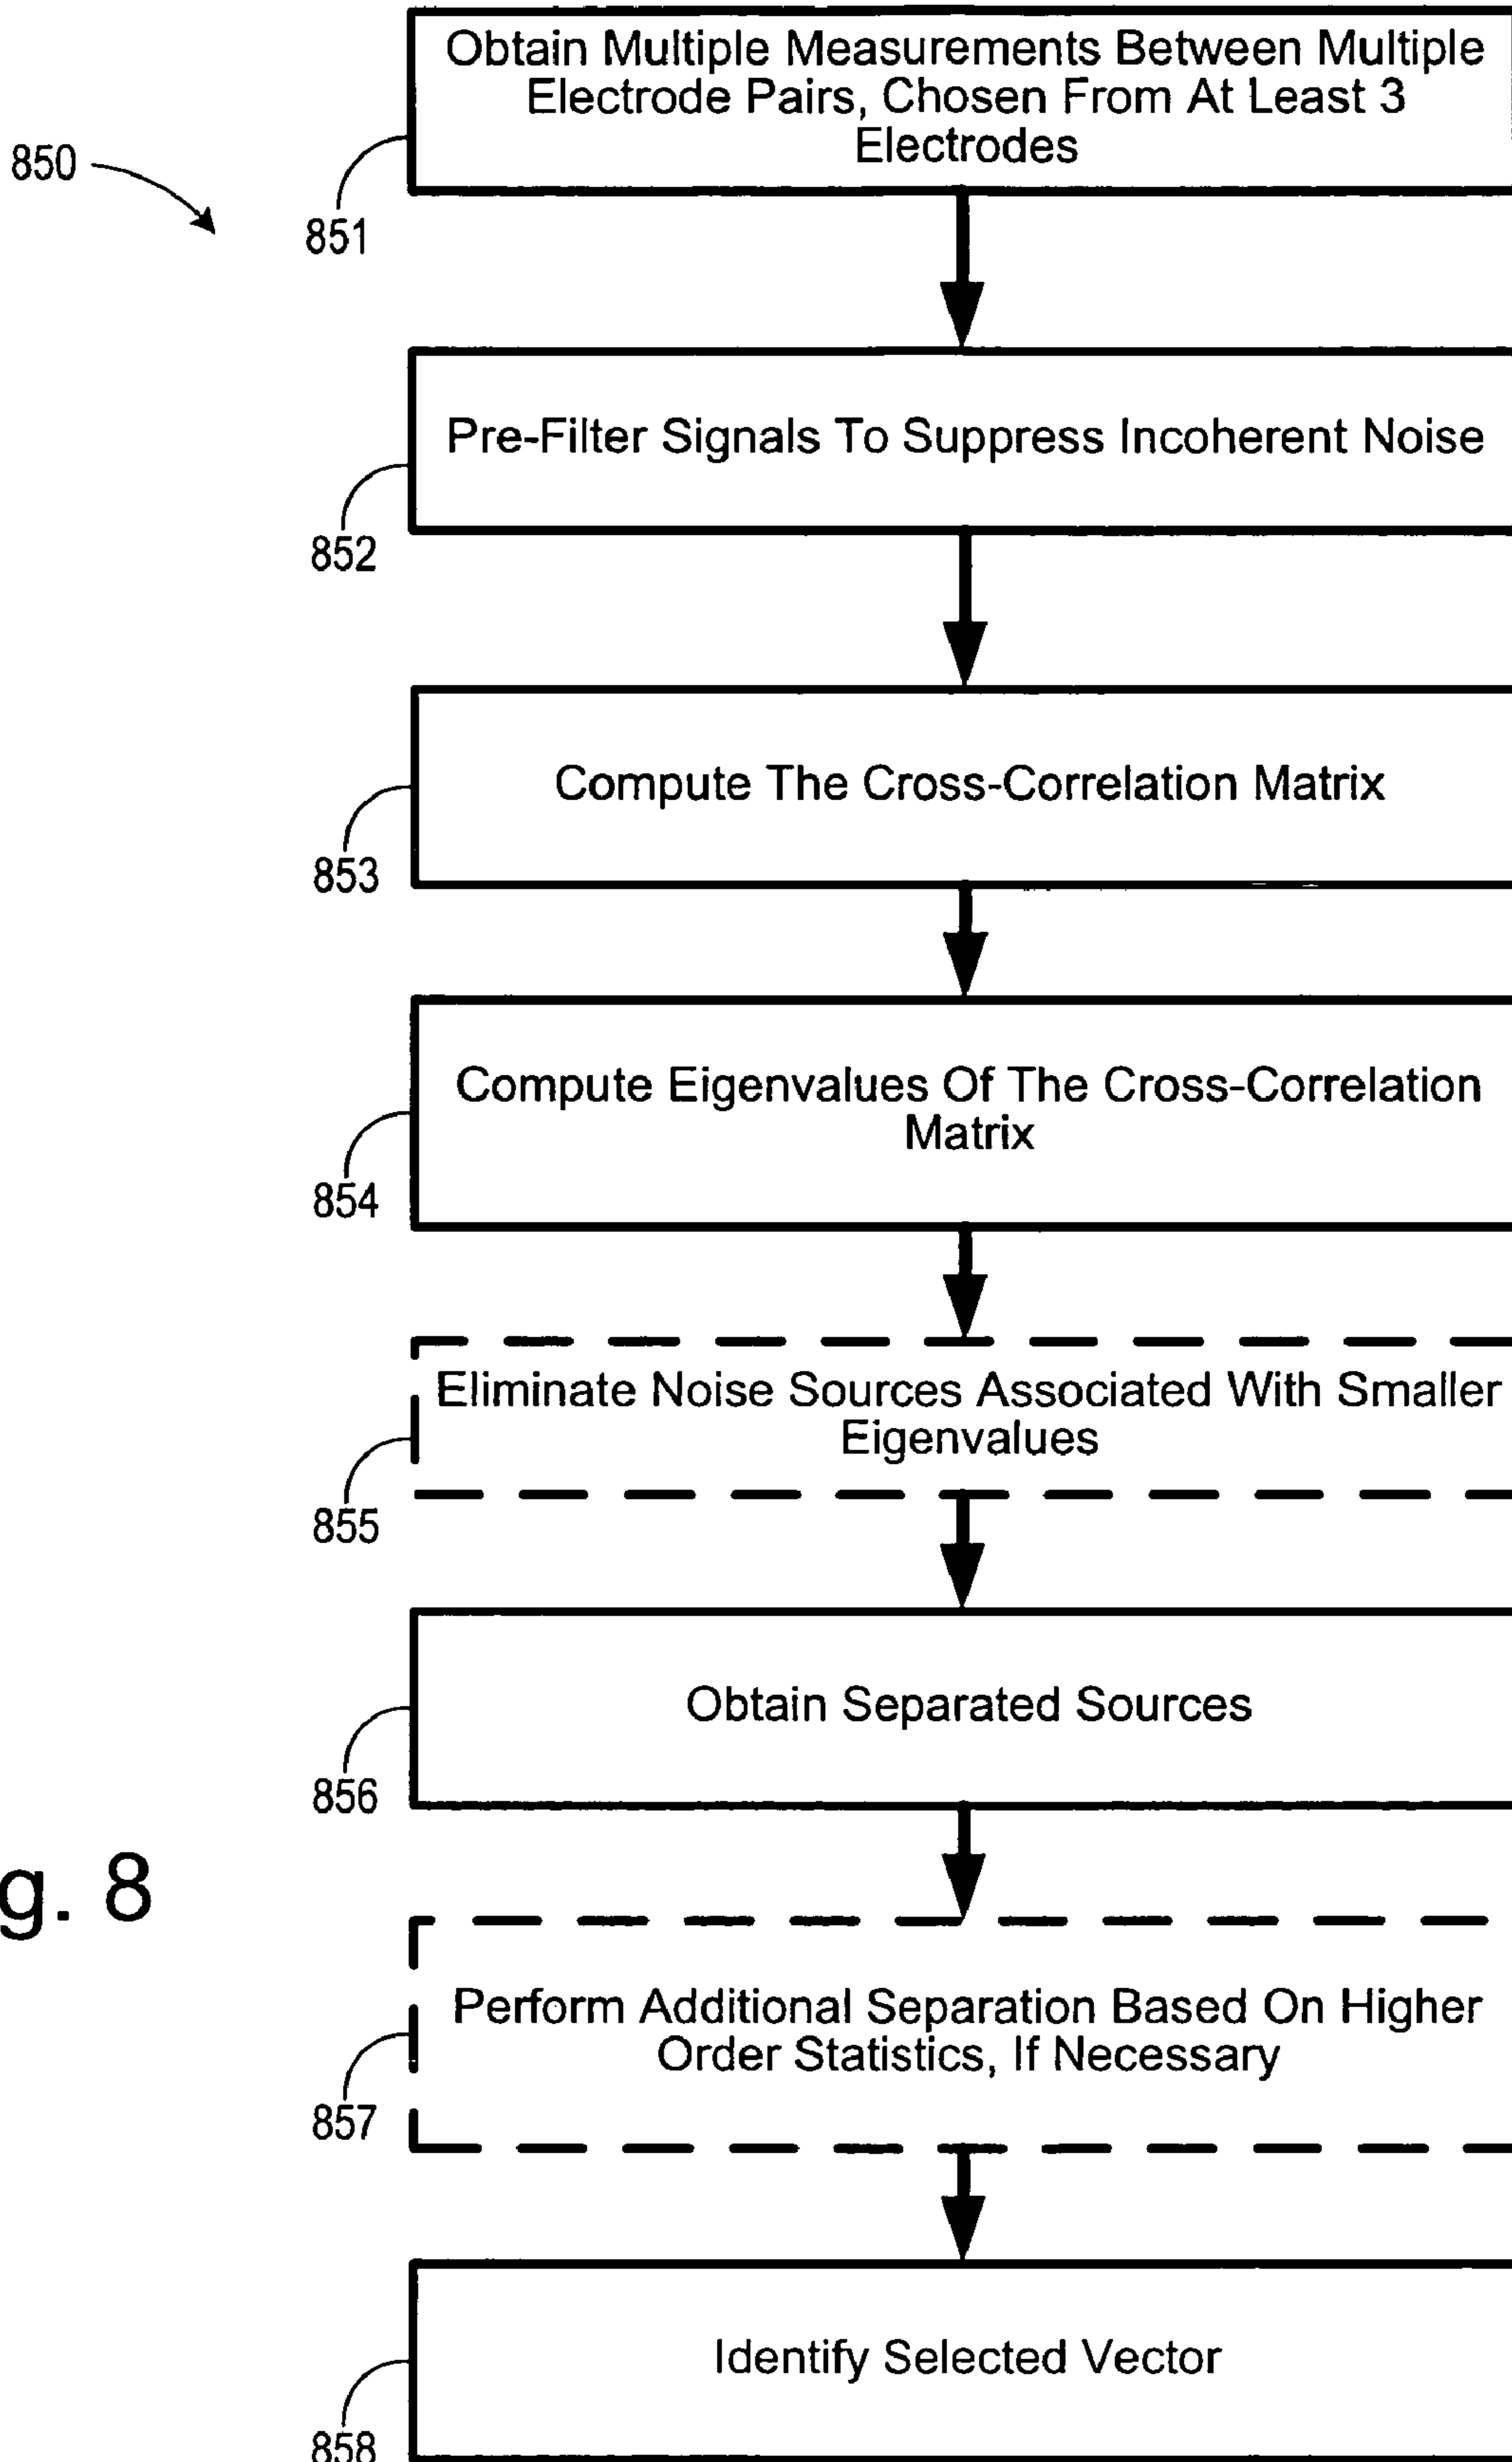 Obtain Multiple Measurements Between Multiple
Electrode Pairs, Chosen From At Least 3
Electrodes
850
851
Pre-Filter Signals To Suppress Incoherent Noise
852
Compute The Cross-Correlation Matrix
853
Compute Eigenvalues Of The Cross-Correlation
Matrix
854
Eliminate Noise Sources Associated With Smaller
Eigenvalues
855
Obtain Separated Sources
856
g. 8
Perform Additional Separation Based On Higher
Order Statistics, If Necessary
857
Identify Selected Vector
858